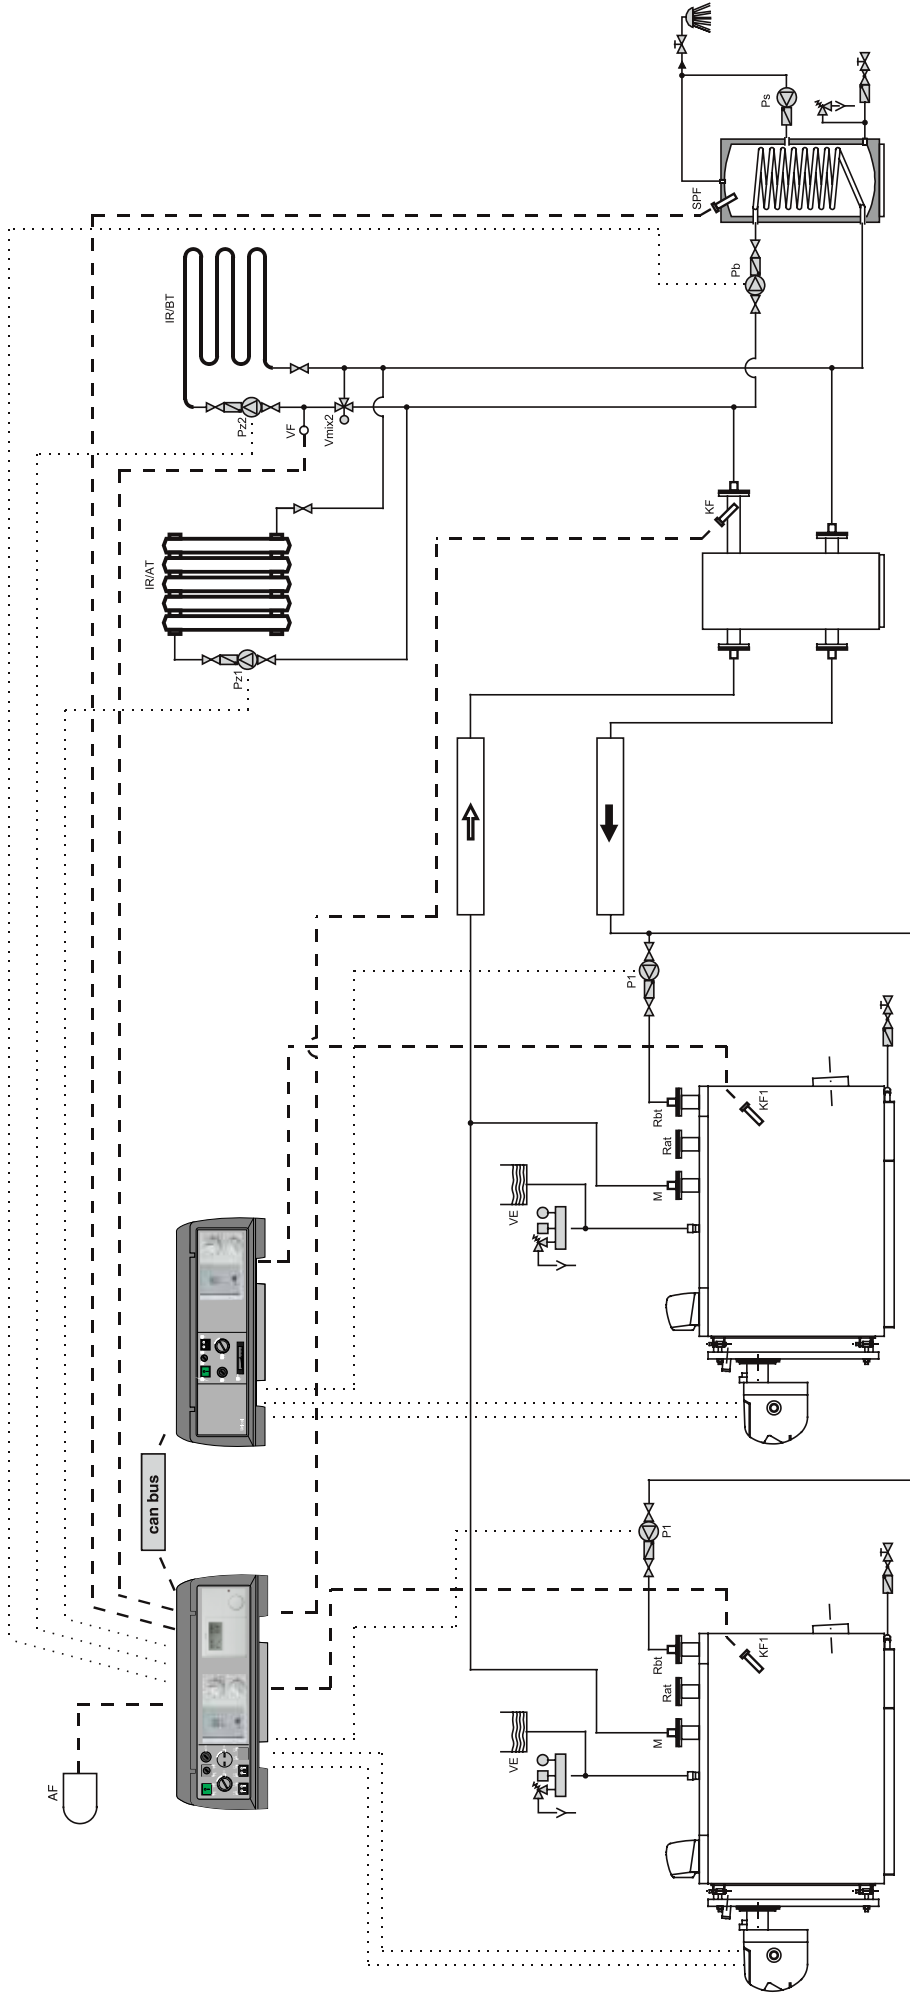 SPF
Ps
Pb
IR/BT
Pz2
VF
Vmix2
KF
IR/AT
Pz1
P1
KF1
Rbt
Rat
M
VE
can bus
P1
KF1
Rbt
Rat
M
VE
AF